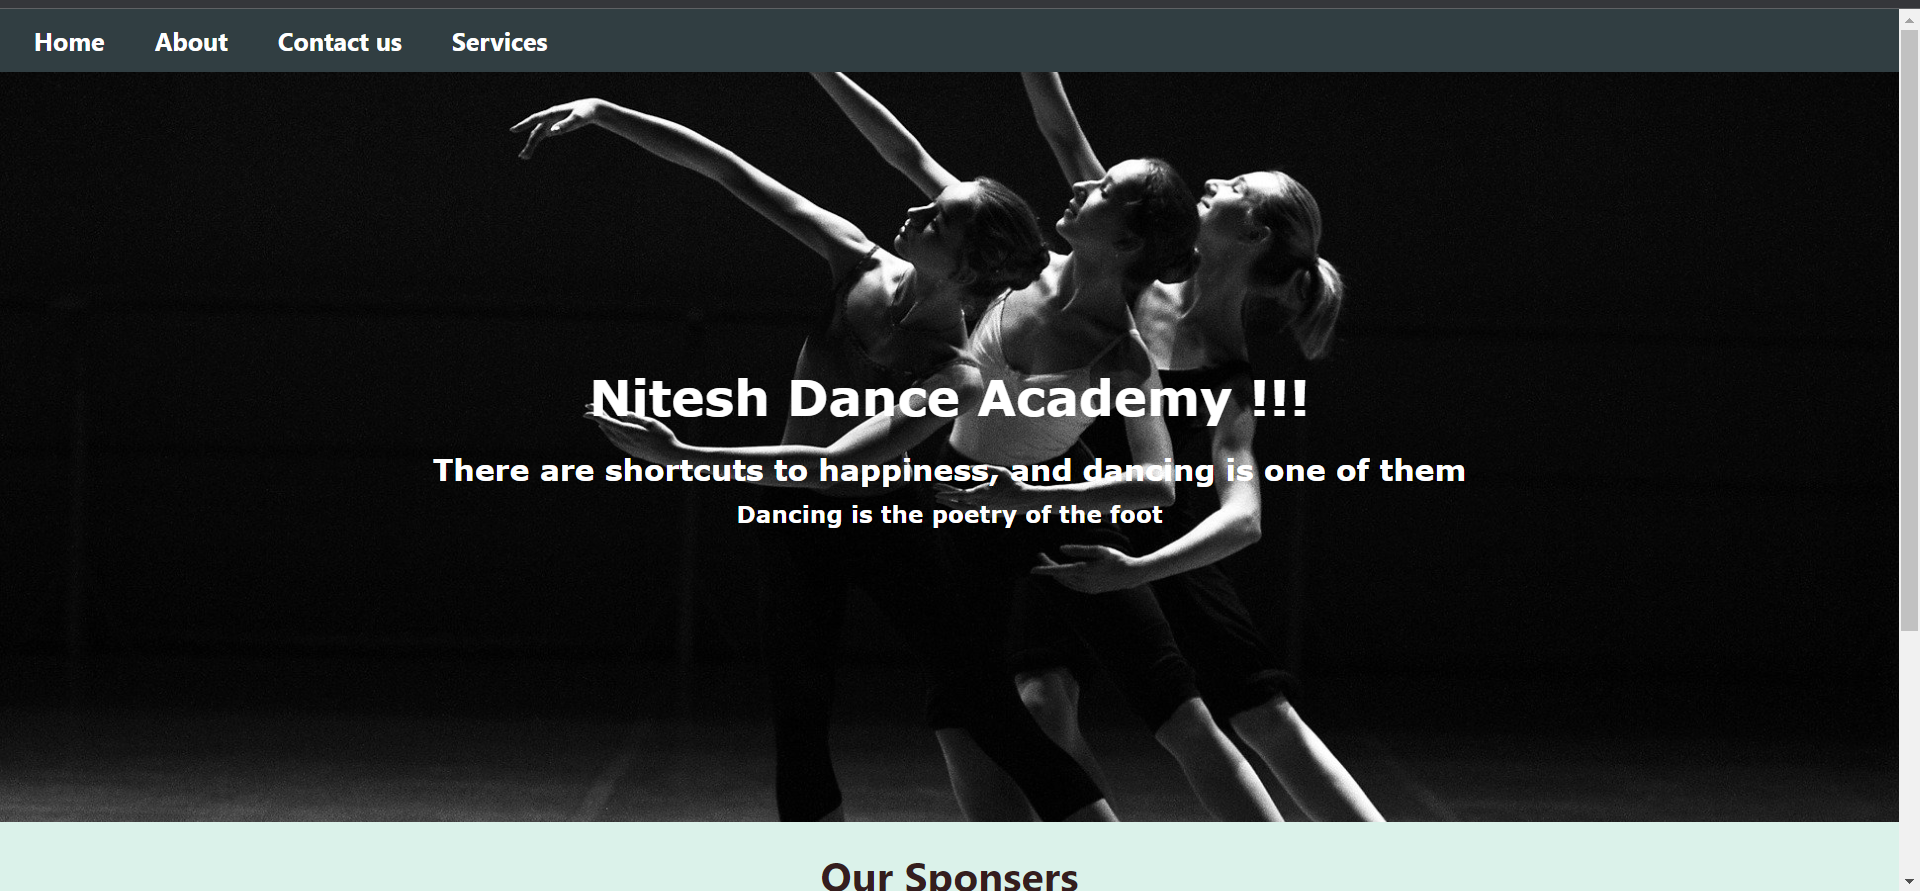 Home About Contact us Services
Nitesh Dance Academy !!!
There are shortcuts to happiness, and dancing is one of them
Dancing is the poetry of the foot
Our Sponsers